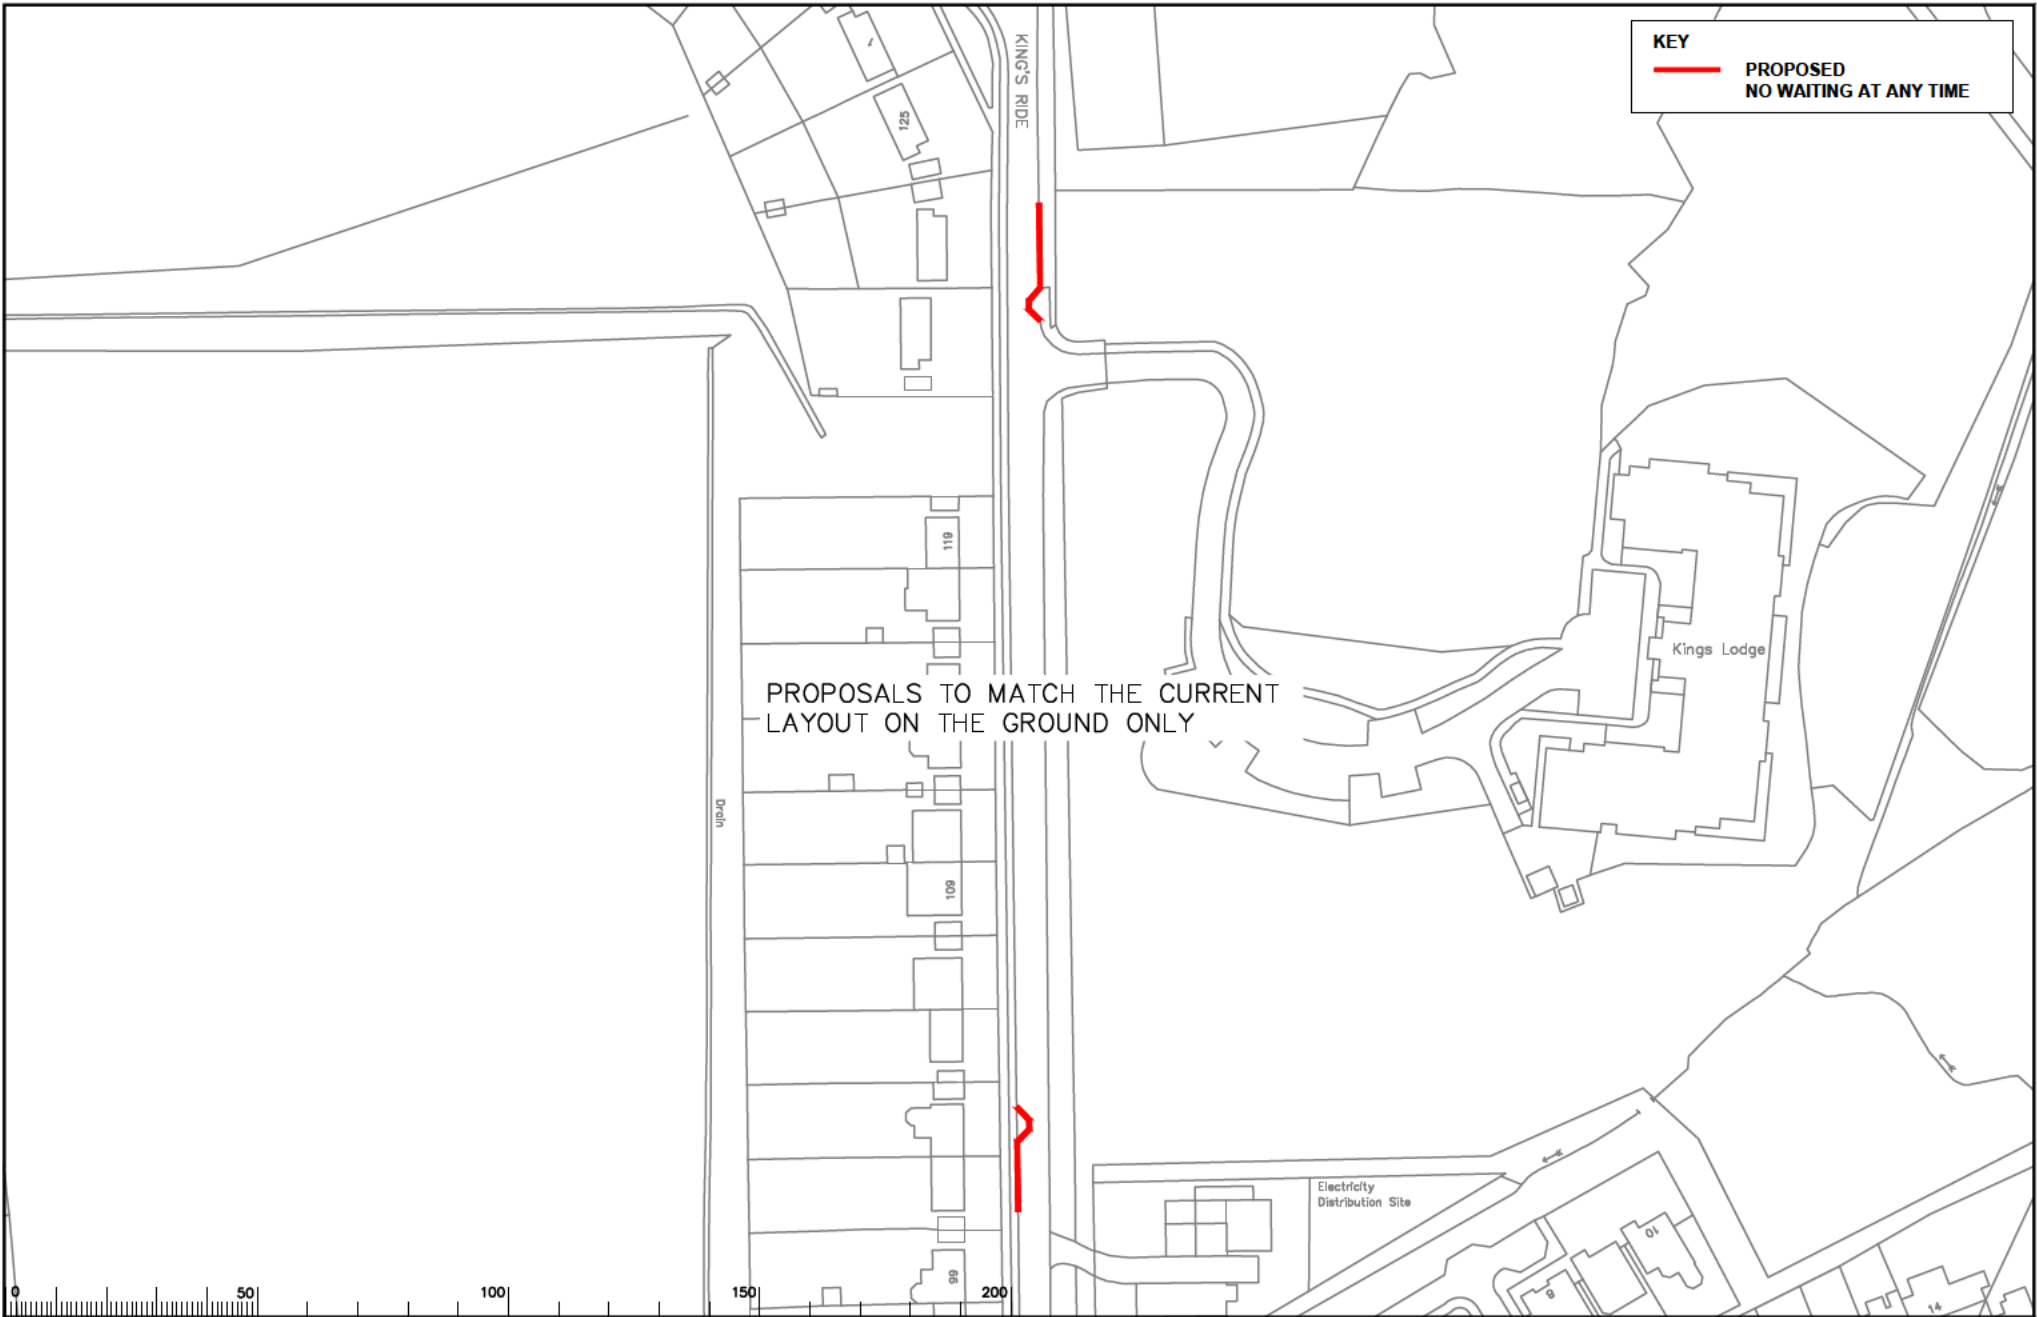 KEY
PROPOSED
NO WAITING AT ANY TIME
KING'S RIDE
125
119
Kings Lodge
PROPOSALS TO MATCH THE CURRENT
LAYOUT ON THE GROUND ONLY
Drain
109
Electricity
Distribution Site
10
8
99
14
0
50
100
150
200